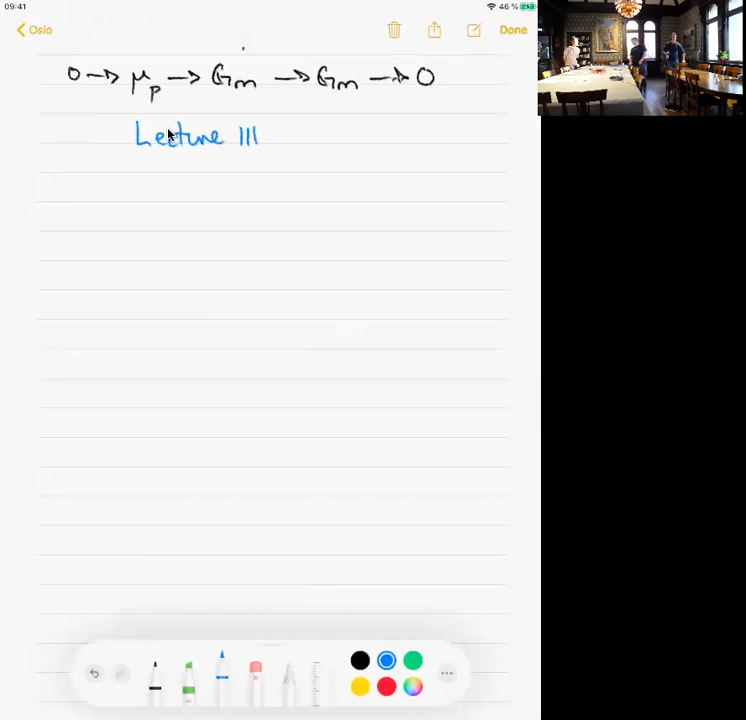 09:41
46 %
Oslo
Done
0 → μ_p → G_m → G_m → 0
Lecture III